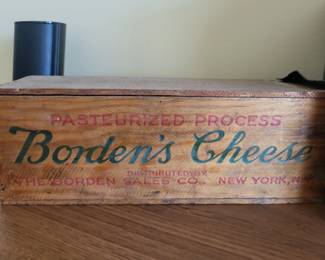 PASTEURIZED PROCESS
Borden's Cheese
DISTRIBUTED BY
THE BORDEN SALES CO. NEW YORK, N.Y.